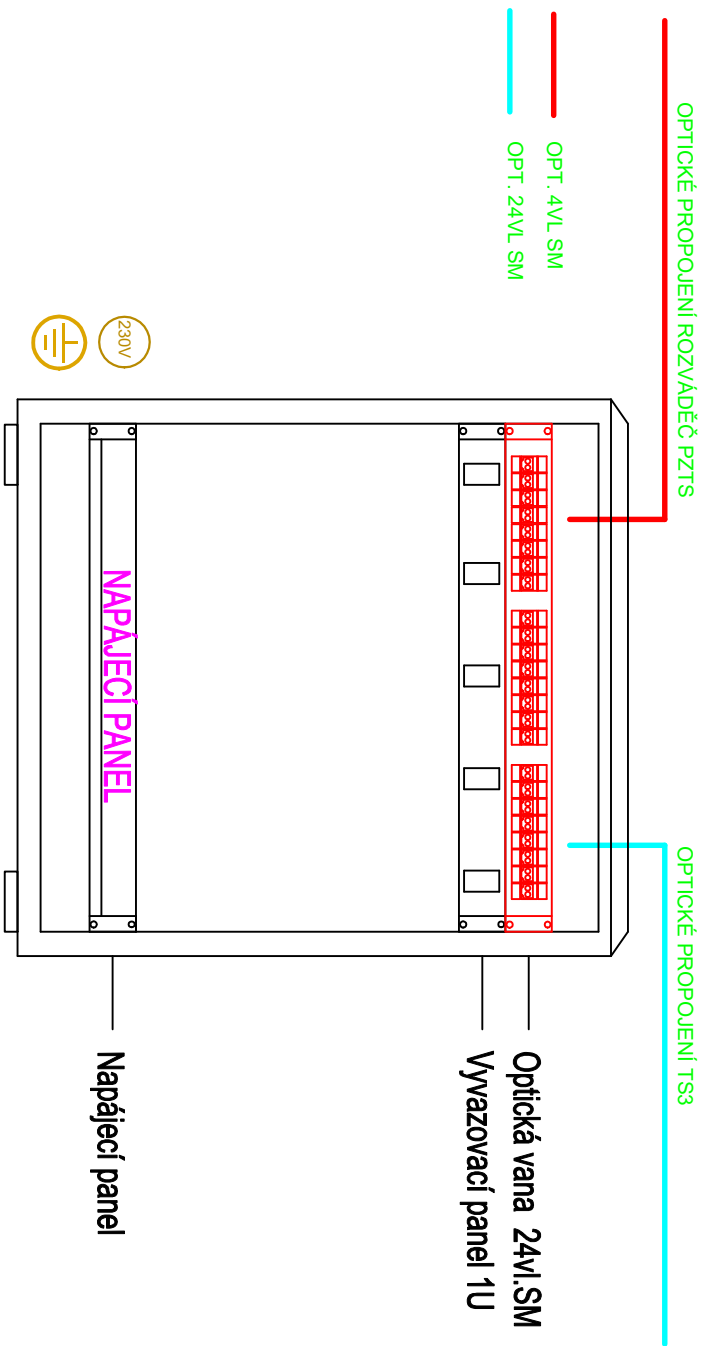 OPTICKÉ PROPOJENÍ ROZVÁDĚČ PZTS
OPTICKÉ PROPOJENÍ TS3
OPT. 4VL SM
OPT. 24VL SM
Optická vana 24vl.SM
Vyvazovací panel 1U
230V
NAPÁJECÍ PANEL
Napájecí panel